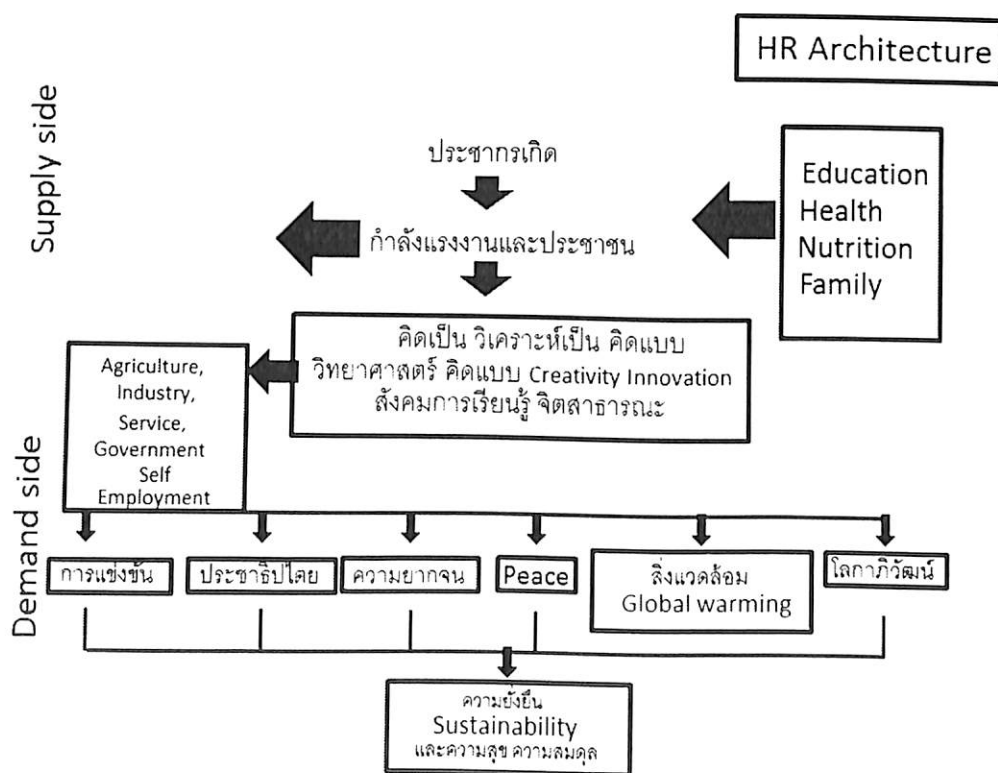 HR Architecture
Supply side
ประชากรเกิด
Education
Health
Nutrition
Family
กำลังแรงงานและประชาชน
คิดเป็น วิเคราะห์เป็น คิดแบบ
วิทยาศาสตร์ คิดแบบ Creativity Innovation
สังคมการเรียนรู้ จิตสาธารณะ
Agriculture,
Industry,
Service,
Government
Self
Employment
Demand side
การแข่งขัน
ประชาธิปไตย
ความยากจน
Peace
สิ่งแวดล้อม
Global warming
โลกาภิวัฒน์
ความยั่งยืน
Sustainability
และความสุข ความสมดุล